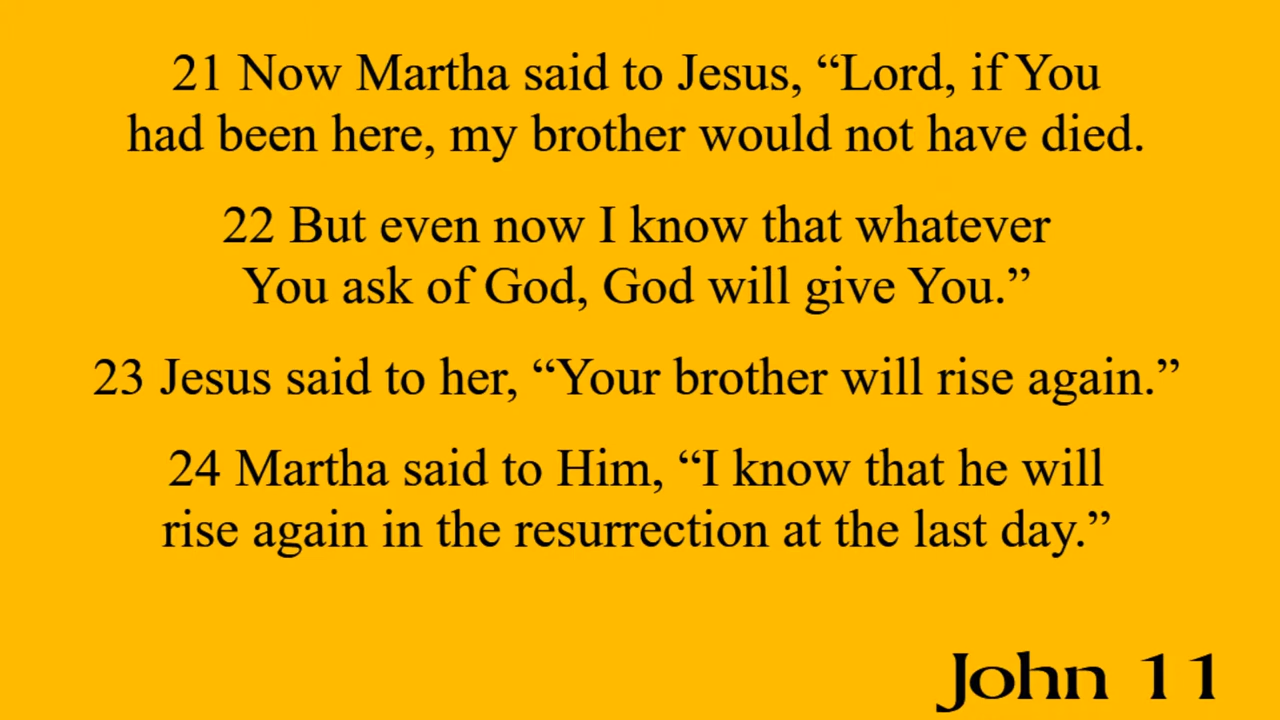 21 Now Martha said to Jesus, “Lord, if You
had been here, my brother would not have died.
22 But even now I know that whatever
You ask of God, God will give You.”
23 Jesus said to her, “Your brother will rise again.”
24 Martha said to Him, “I know that he will
rise again in the resurrection at the last day.”
John 11